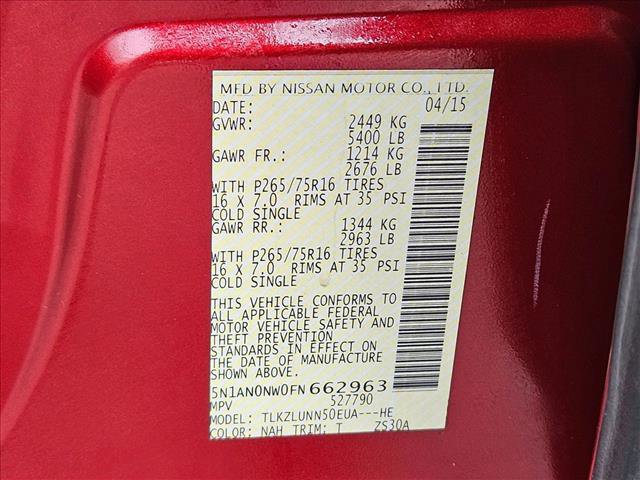 MFD BY NISSAN MOTOR CO., LTD.
DATE: 04/15
GVWR: 2449 KG
5400 LB
GAWR FR.: 1214 KG
2676 LB
WITH P265/75R16 TIRES
16 X 7.0 RIMS AT 35 PSI
COLD SINGLE
GAWR RR.: 1344 KG
2963 LB
WITH P265/75R16 TIRES
16 X 7.0 RIMS AT 35 PSI
COLD SINGLE
THIS VEHICLE CONFORMS TO
ALL APPLICABLE FEDERAL
MOTOR VEHICLE SAFETY AND
THEFT PREVENTION
STANDARDS IN EFFECT ON
THE DATE OF MANUFACTURE
SHOWN ABOVE.
5N1AN0NW0FN662963
MPV 527790
MODEL: TLKZLUNN50EUA---HE
COLOR: NAH TRIM: T ZS30A